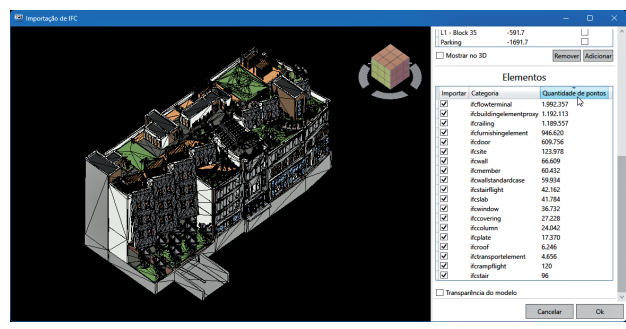 Importação de IFC
L1 - Block 35 -591.7
Parking -1691.7
Mostrar no 3D Remover Adicionar
Elementos
Importar Categoria Quantidade de pontos
ifcflowterminal 1.992.357
ifcbuildingelementproxy 1.192.113
ifcrailing 1.189.557
ifcfurnishingelement 946.620
ifcdoor 609.756
ifcsite 123.978
ifcwall 66.609
ifcmember 60.432
ifcwallstandardcase 59.934
ifcstairflight 42.162
ifcslab 41.784
ifcwindow 36.732
ifccovering 27.228
ifccolumn 24.042
ifcplate 17.370
ifcroof 6.246
ifctransportelement 4.656
ifcrampflight 120
ifcstair 96
Transparência do modelo
Cancelar Ok